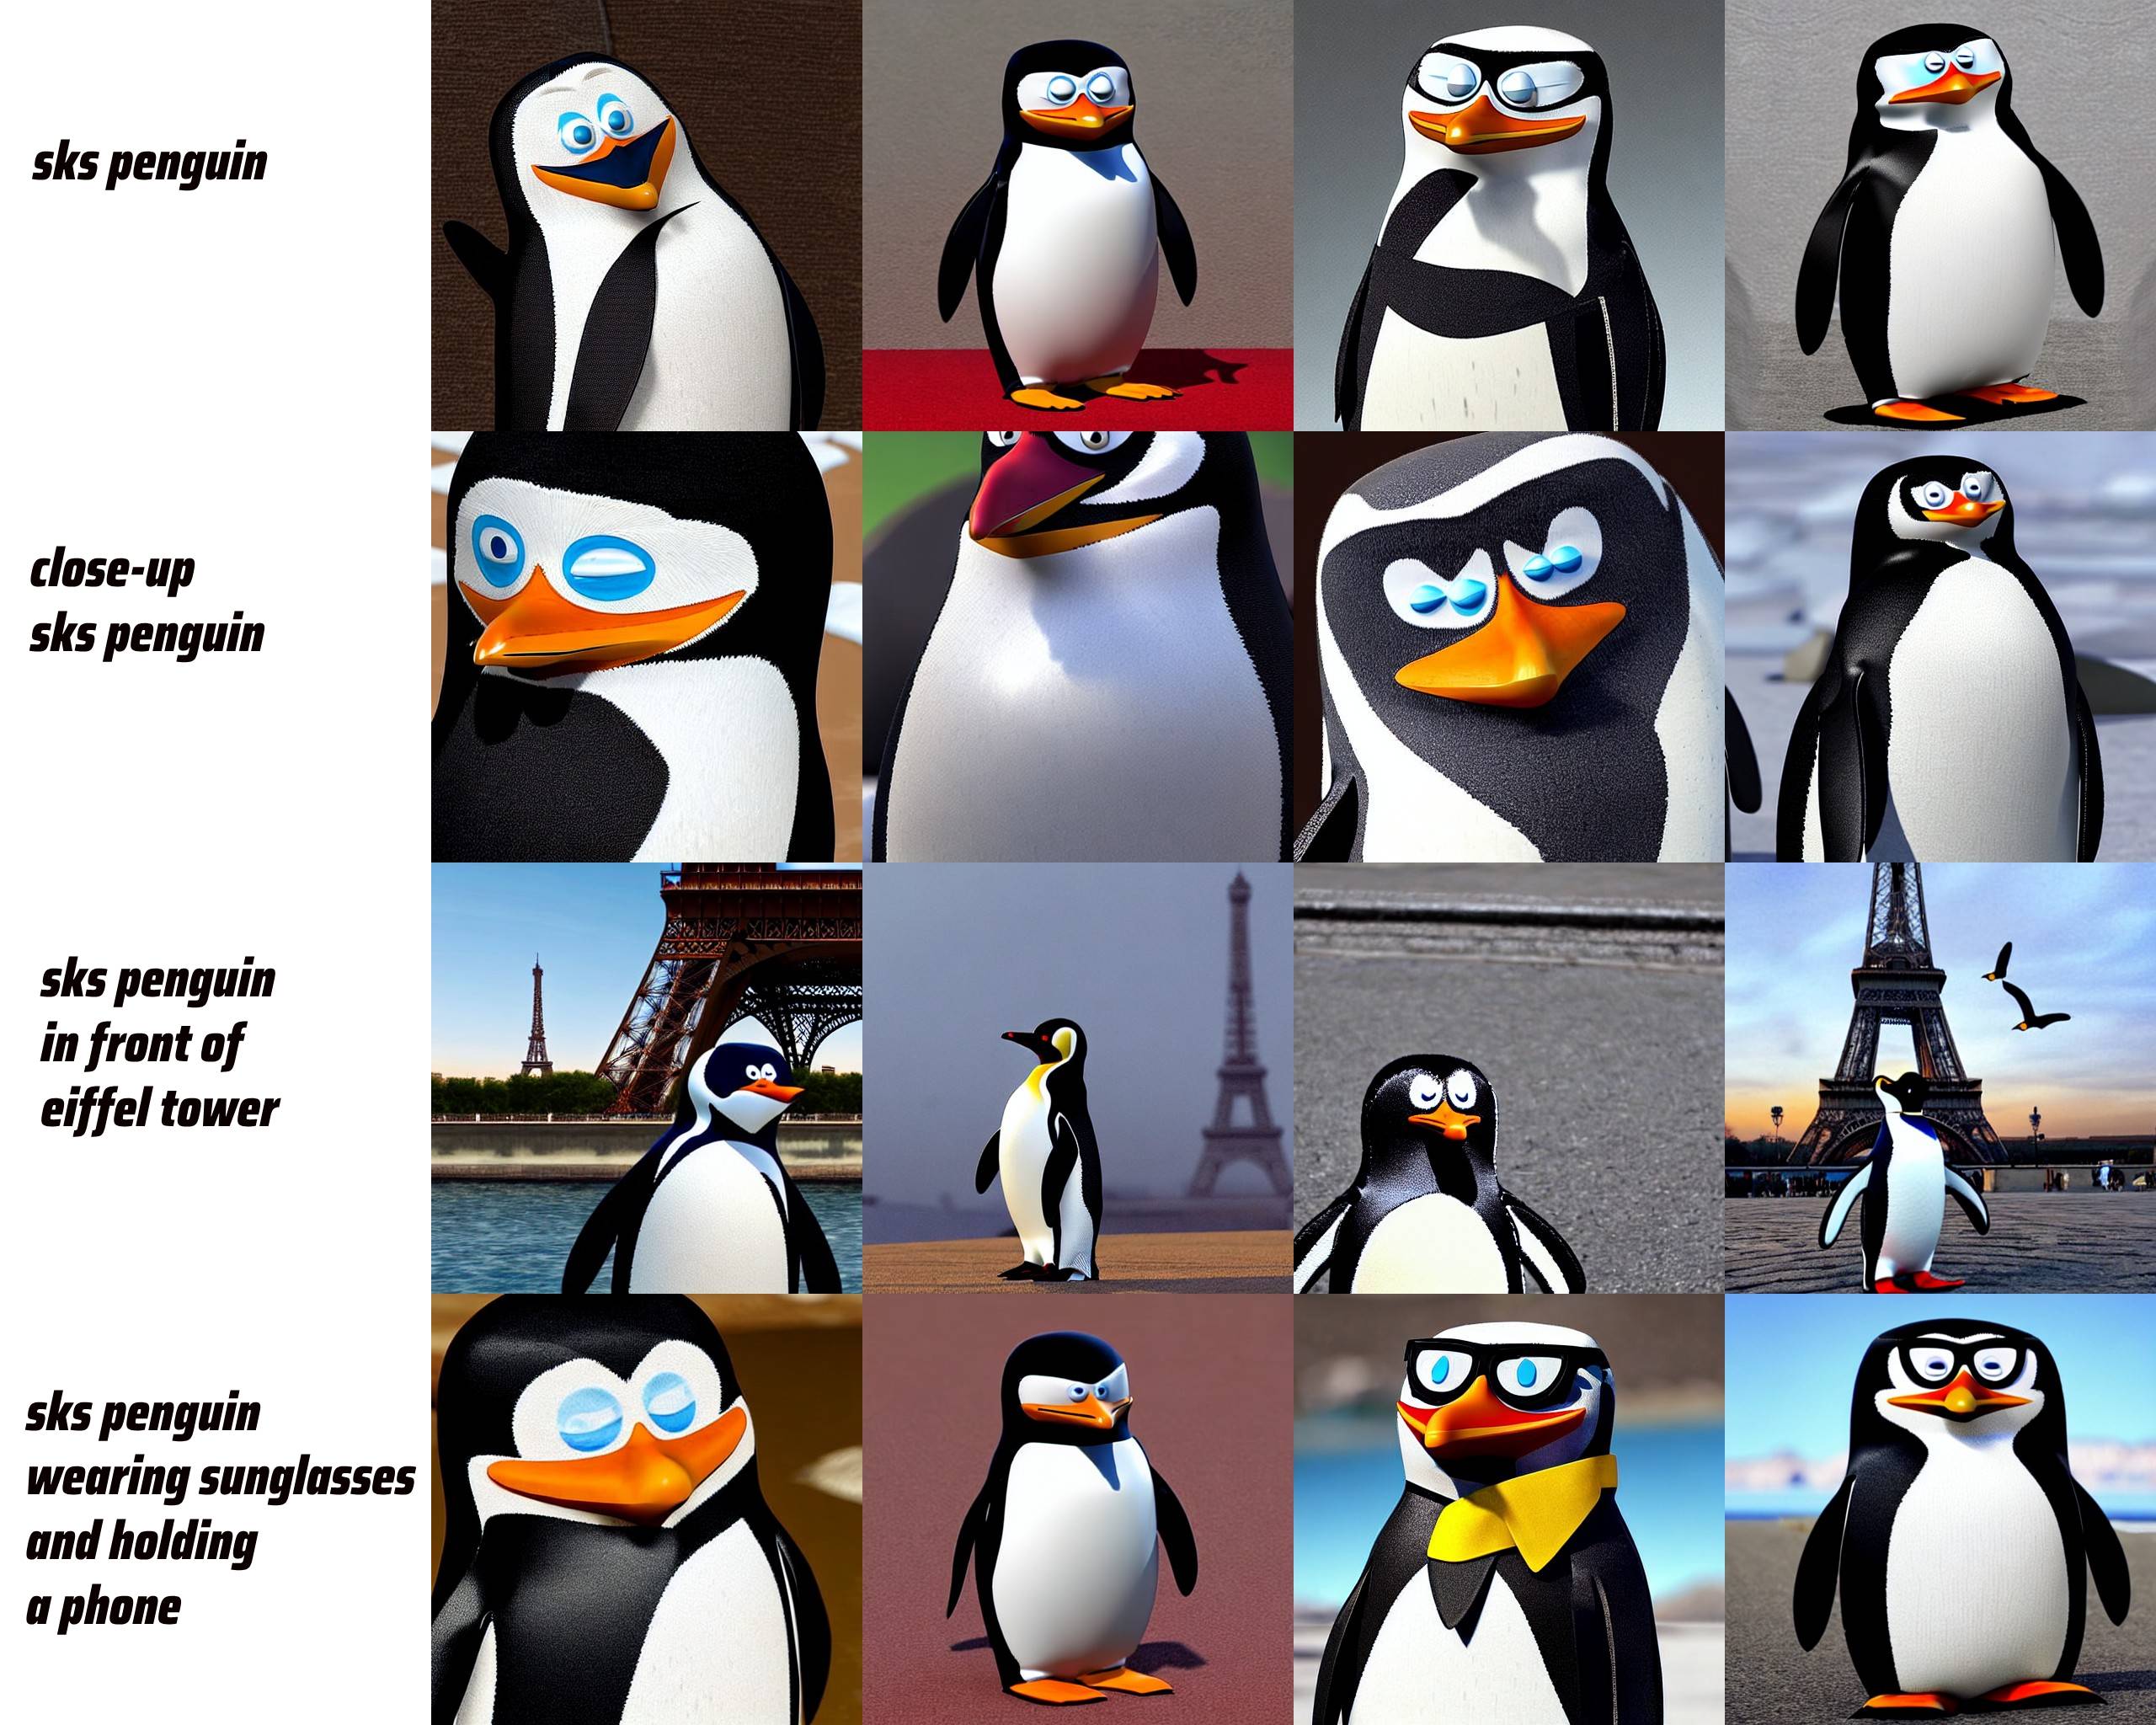 sks penguin
close-up
sks penguin
sks penguin
in front of
eiffel tower
sks penguin
wearing sunglasses
and holding
a phone